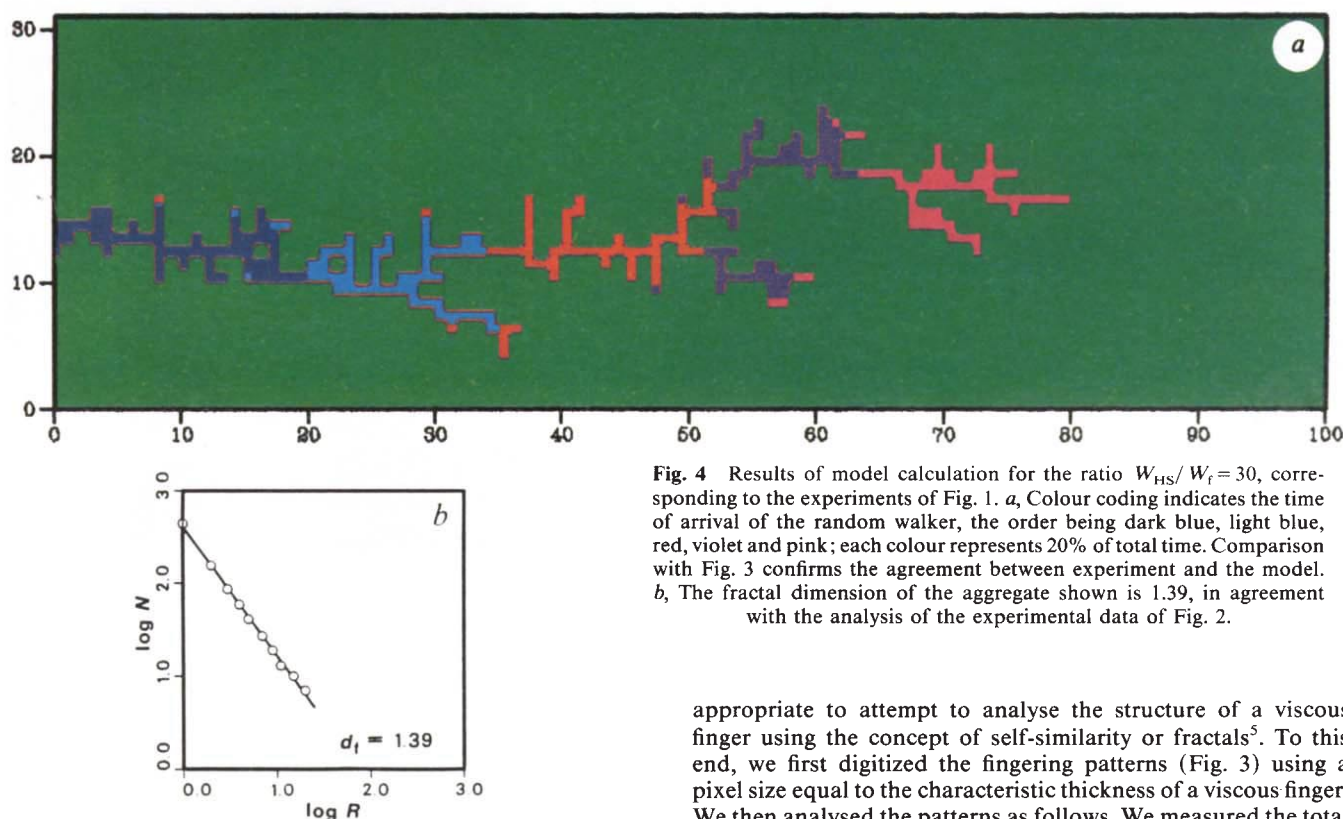 30
a
20
10
0
0 10 20 30 40 50 60 70 80 90 100
Fig. 4 Results of model calculation for the ratio W_HS/W_f = 30, corre-
sponding to the experiments of Fig. 1. a, Colour coding indicates the time
of arrival of the random walker, the order being dark blue, light blue,
red, violet and pink; each colour represents 20% of total time. Comparison
with Fig. 3 confirms the agreement between experiment and the model.
b, The fractal dimension of the aggregate shown is 1.39, in agreement
with the analysis of the experimental data of Fig. 2.
b
3.0
2.0
1.0
0.0
log N
d_f = 1.39
0.0 1.0 2.0 3.0
log R
appropriate to attempt to analyse the structure of a viscous
finger using the concept of self-similarity or fractals5. To this
end, we first digitized the fingering patterns (Fig. 3) using a
pixel size equal to the characteristic thickness of a viscous finger
We then analysed the patterns as follows. We measured the total